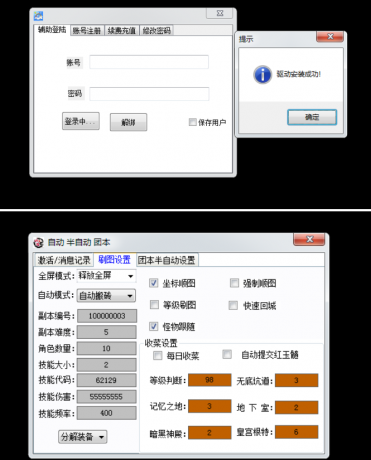 辅助登陆 账号注册 续费充值 修改密码
账号
密码
登录中... 解绑 保存用户
提示
驱动安装成功!
确定
自动 半自动 团本
激活/消息记录 刷图设置 团本半自动设置
全屏模式: 释放全屏
自动模式: 自动搬砖
副本编号: 100000003
副本难度: 5
角色数量: 10
技能大小: 2
技能代码: 62129
技能伤害: 55555555
技能频率: 400
分解装备
坐标顺图 强制顺图
等级刷图 快速回城
怪物跟随
收菜设置
每日收菜 自动提交红玉髓
等级判断: 98 无底坑道: 3
记忆之地: 3 地下室: 2
暗黑神殿: 2 皇宫根特: 6